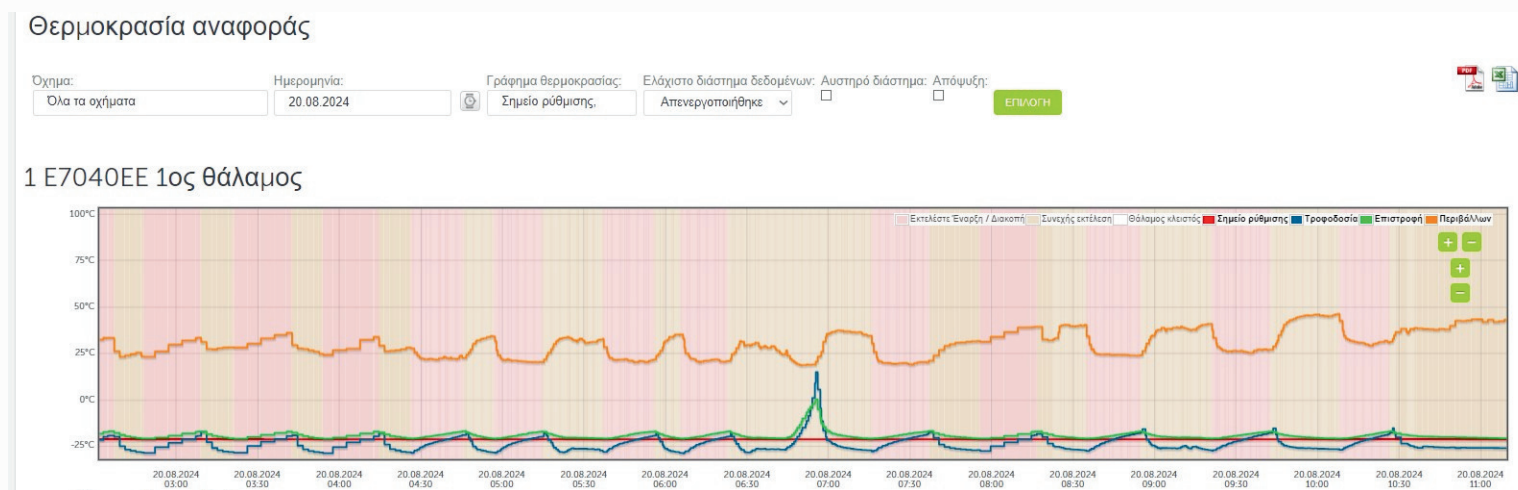 Θερμοκρασία αναφοράς
Όχημα: Ημερομηνία: Γράφημα θερμοκρασίας: Ελάχιστο διάστημα δεδομένων: Αυστηρό διάστημα: Απόψυξη:
Όλα τα οχήματα 20.08.2024 Σημείο ρύθμισης, Απενεργοποιήθηκε ΕΠΙΛΟΓΗ
PDF
1 E7040EE 1ος θάλαμος
100°C
Εκτελέστε Έναρξη / Διακοπή Συνεχής εκτέλεση Θάλαμος κλειστός Σημείο ρύθμισης Τροφοδοσία Επιστροφή Περιβάλλων
75°C
50°C
25°C
0°C
-25°C
20.08.2024 20.08.2024 20.08.2024 20.08.2024 20.08.2024 20.08.2024 20.08.2024 20.08.2024 20.08.2024 20.08.2024 20.08.2024 20.08.2024 20.08.2024 20.08.2024 20.08.2024 20.08.2024 20.08.2024
03:00 03:30 04:00 04:30 05:00 05:30 06:00 06:30 07:00 07:30 08:00 08:30 09:00 09:30 10:00 10:30 11:00